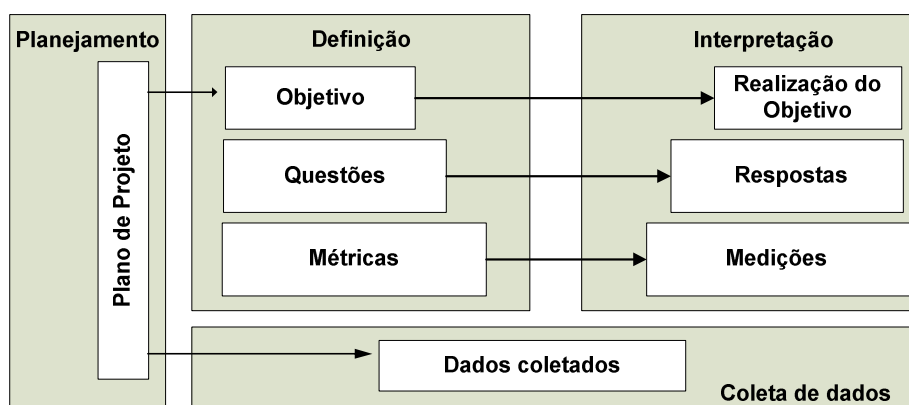 Planejamento
Plano de Projeto
Definição
Objetivo
Questões
Métricas
Interpretação
Realização do
Objetivo
Respostas
Medições
Dados coletados
Coleta de dados